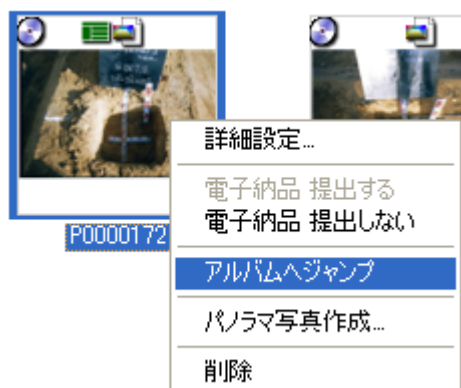 P0000172
詳細設定...
電子納品 提出する
電子納品 提出しない
アルバムへジャンプ
パノラマ写真作成...
削除